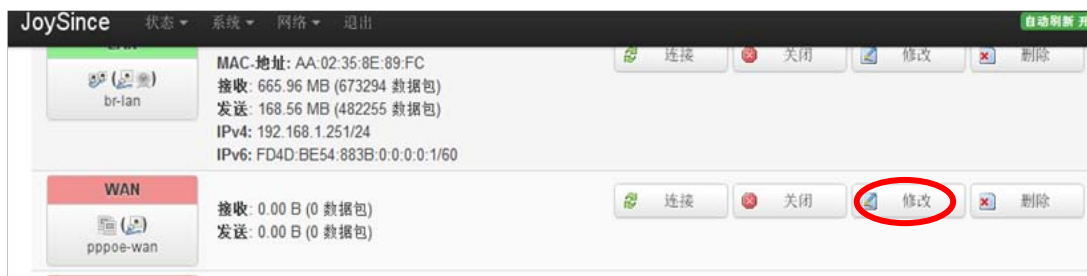 JoySince 状态 系统 网络 退出 自动刷新 开
MAC-地址: AA:02:35:8E:89:FC 连接 关闭 修改 删除
接收: 665.96 MB (673294 数据包)
br-lan
发送: 168.56 MB (482255 数据包)
IPv4: 192.168.1.251/24
IPv6: FD4D:BE54:883B:0:0:0:0:1/60
WAN
接收: 0.00 B (0 数据包) 连接 关闭 修改 删除
发送: 0.00 B (0 数据包)
pppoe-wan